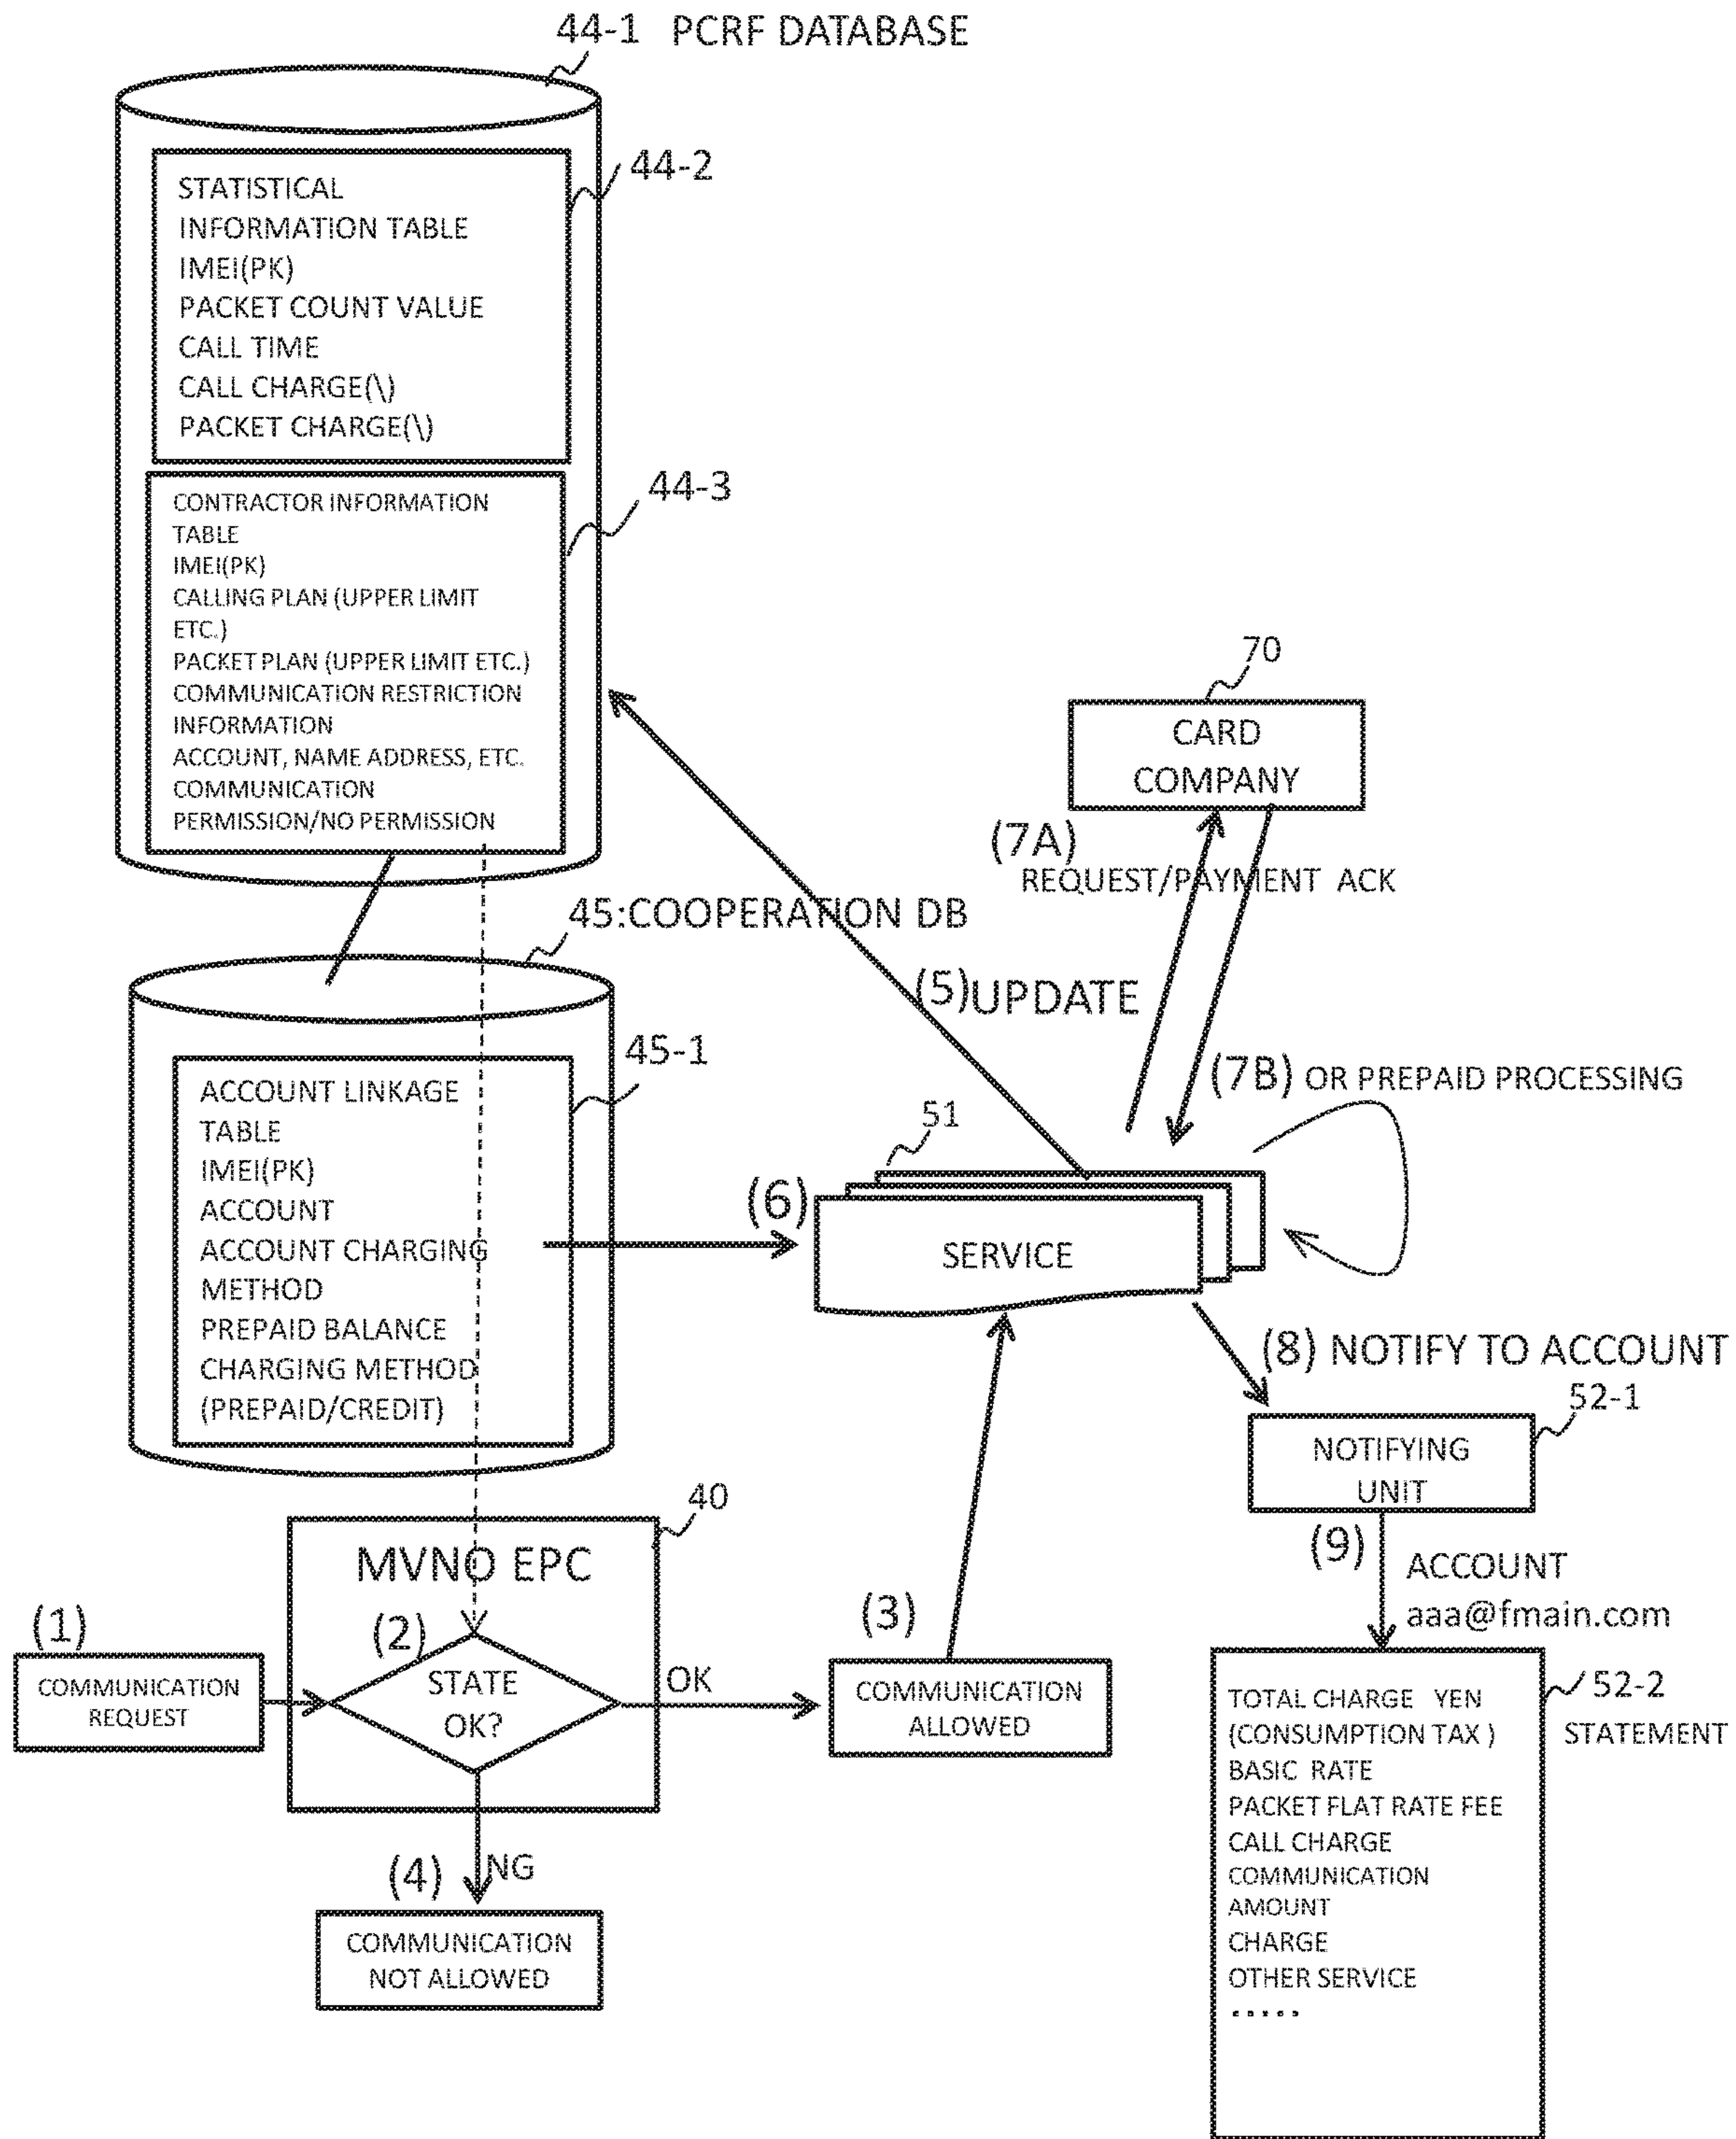 44-1 PCRF DATABASE
44-2
STATISTICAL
INFORMATION TABLE
IMEI(PK)
PACKET COUNT VALUE
CALL TIME
CALL CHARGE(\)
PACKET CHARGE(\)
44-3
CONTRACTOR INFORMATION
TABLE
IMEI(PK)
CALLING PLAN (UPPER LIMIT
ETC.)
PACKET PLAN (UPPER LIMIT ETC.)
COMMUNICATION RESTRICTION
INFORMATION
ACCOUNT, NAME ADDRESS, ETC.
COMMUNICATION
PERMISSION/NO PERMISSION
70
CARD
COMPANY
(7A)
REQUEST/PAYMENT ACK
45:COOPERATION DB
(5)UPDATE
45-1
ACCOUNT LINKAGE
TABLE
IMEI(PK)
ACCOUNT
ACCOUNT CHARGING
METHOD
PREPAID BALANCE
CHARGING METHOD
(PREPAID/CREDIT)
(7B) OR PREPAID PROCESSING
51
(6)
SERVICE
(8) NOTIFY TO ACCOUNT
52-1
NOTIFYING
UNIT
(9)
ACCOUNT
aaa@fmain.com
40
MVNO EPC
(1)
COMMUNICATION
REQUEST
(2)
STATE
OK?
OK
(3)
COMMUNICATION
ALLOWED
(4)
NG
COMMUNICATION
NOT ALLOWED
52-2
STATEMENT
TOTAL CHARGE YEN
(CONSUMPTION TAX )
BASIC RATE
PACKET FLAT RATE FEE
CALL CHARGE
COMMUNICATION
AMOUNT
CHARGE
OTHER SERVICE
.....